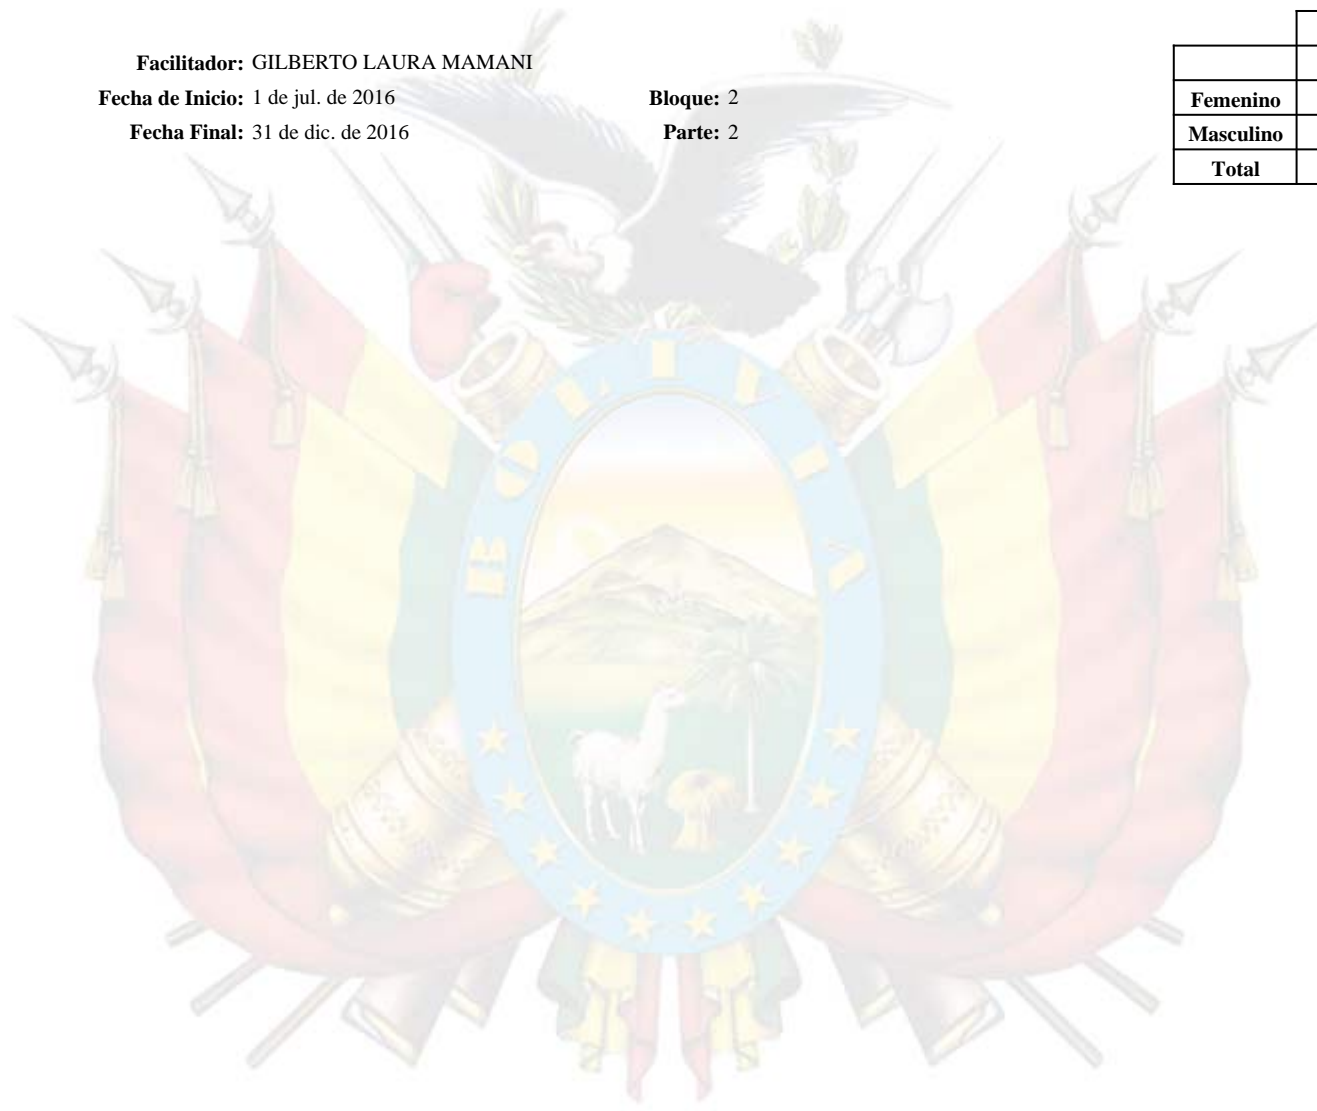 Facilitador: GILBERTO LAURA MAMANI
Fecha de Inicio: 1 de jul. de 2016 Bloque: 2
Fecha Final: 31 de dic. de 2016 Parte: 2
Femenino
Masculino
Total
BOLIVIA